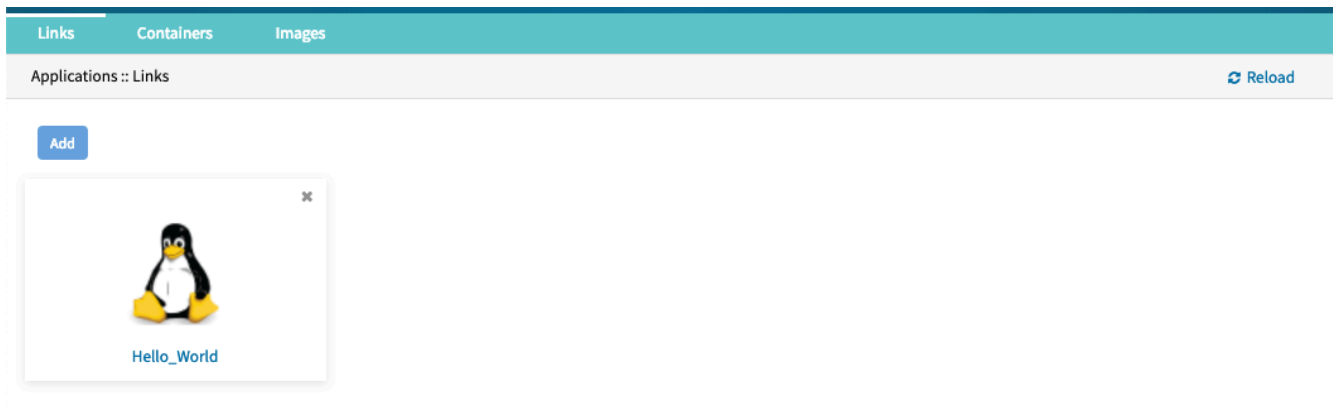 Links Containers Images
Applications :: Links Reload
Add
Hello_World